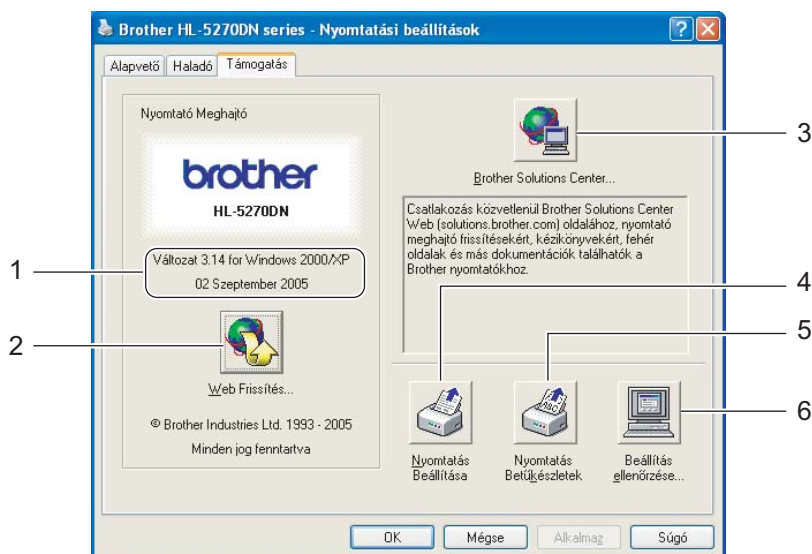 Brother HL-5270DN series - Nyomtatási beállítások
Alapvető Haladó Támogatás
Nyomtató Meghajtó
brother
HL-5270DN
1
Változat 3.14 for Windows 2000/XP
02 Szeptember 2005
2
Web Frissítés...
© Brother Industries Ltd. 1993 - 2005
Minden jog fenntartva
3
Brother Solutions Center...
Csatlakozás közvetlenül Brother Solutions Center
Web (solutions.brother.com) oldalához, nyomtató
meghajtó frissítésekért, kézikönyvekért, fehér
oldalak és más dokumentációk találhatók a
Brother nyomtatókhoz.
4
5
6
Nyomtatás
Beállítása
Nyomtatás
Betűkészletek
Beállítás
ellenőrzése...
OK Mégse Alkalmaz Súgó